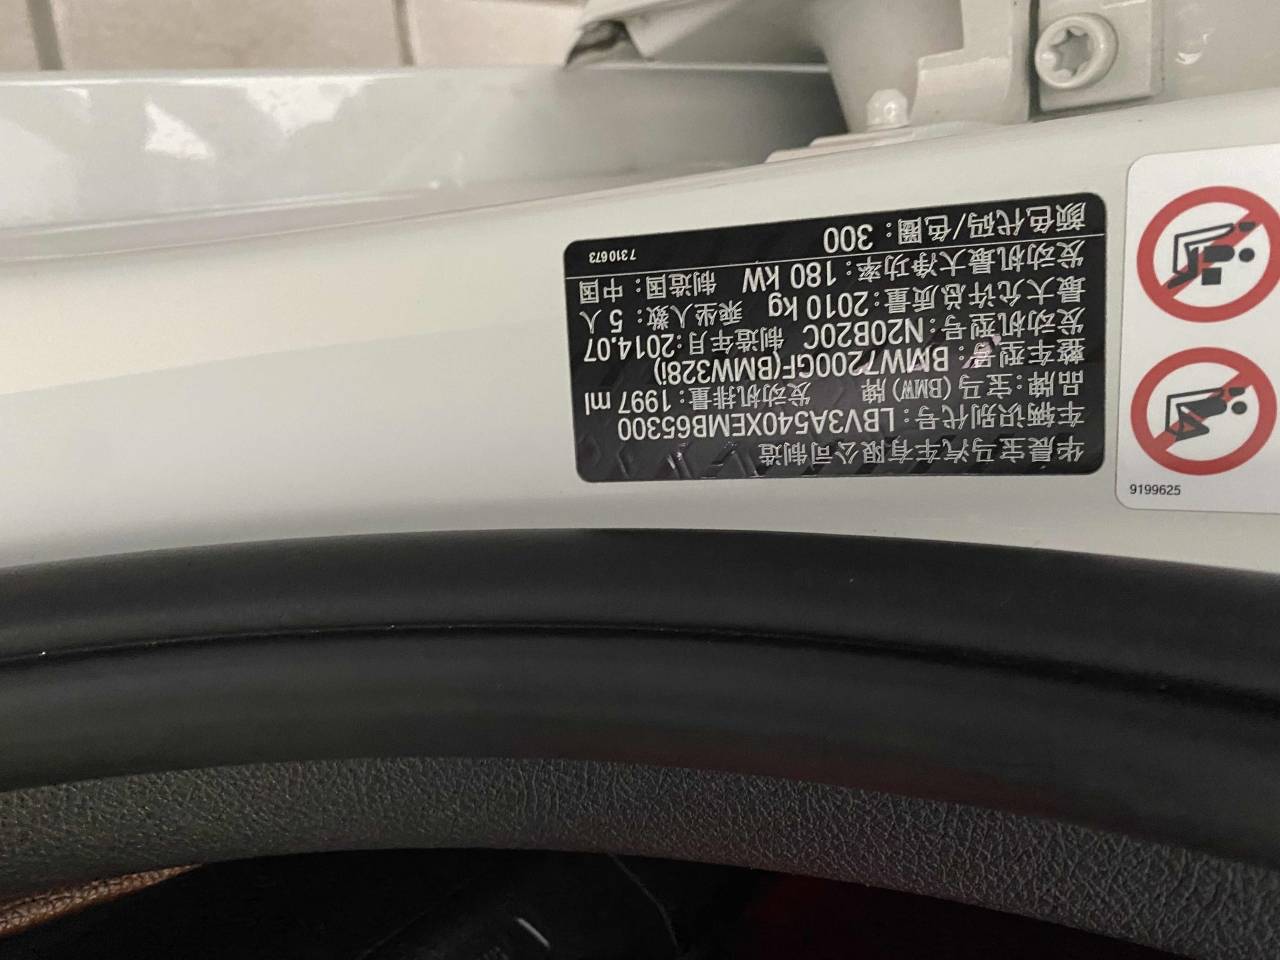 华晨宝马汽车有限公司制造
车辆识别代号：LBV3A540XEMB65300
品牌：宝马(BMW)牌 发动机排量：1997 ml
整车型号：BMW7200GF(BMW328i)
发动机型号：N20B20C 制造年月：2014.07
最大允许总质量：2010 kg 乘坐人数：5 人
发动机最大净功率：180 kW 制造国：中国
颜色代码/色圈：300
7310673
9199625